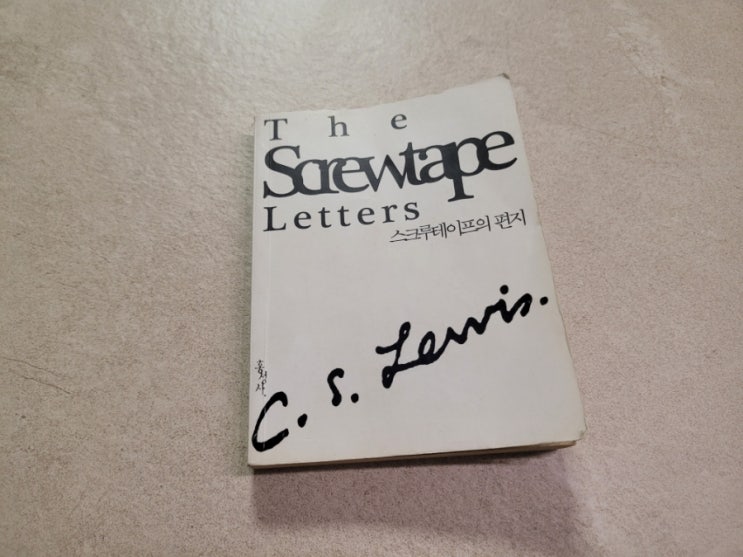 The
Screwtape
Letters
스크루테이프의 편지
홍성사.
C. S. Lewis.